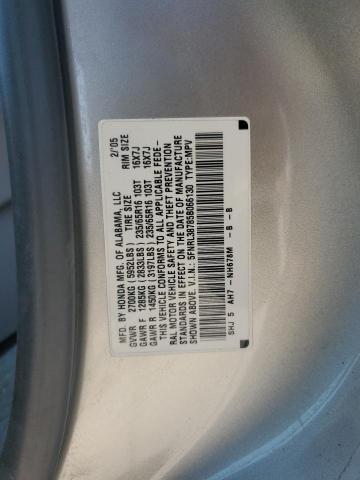 MFD. BY HONDA MFG. OF ALABAMA, LLC 2/05
GVWR 2700KG (5952LBS) TIRE SIZE RIM SIZE
GAWR F 1285KG (2833LBS) 235/65R16 103T 16X7J
GAWR R 1450KG (3197LBS) 235/65R16 103T 16X7J
THIS VEHICLE CONFORMS TO ALL APPLICABLE FEDE-
RAL MOTOR VEHICLE SAFETY AND THEFT PREVENTION
STANDARDS IN EFFECT ON THE DATE OF MANUFACTURE
SHOWN ABOVE. V.I.N.: 5FNRL38785B066130 TYPE:MPV
SHJ 5 AH7 - NH678M - B - B